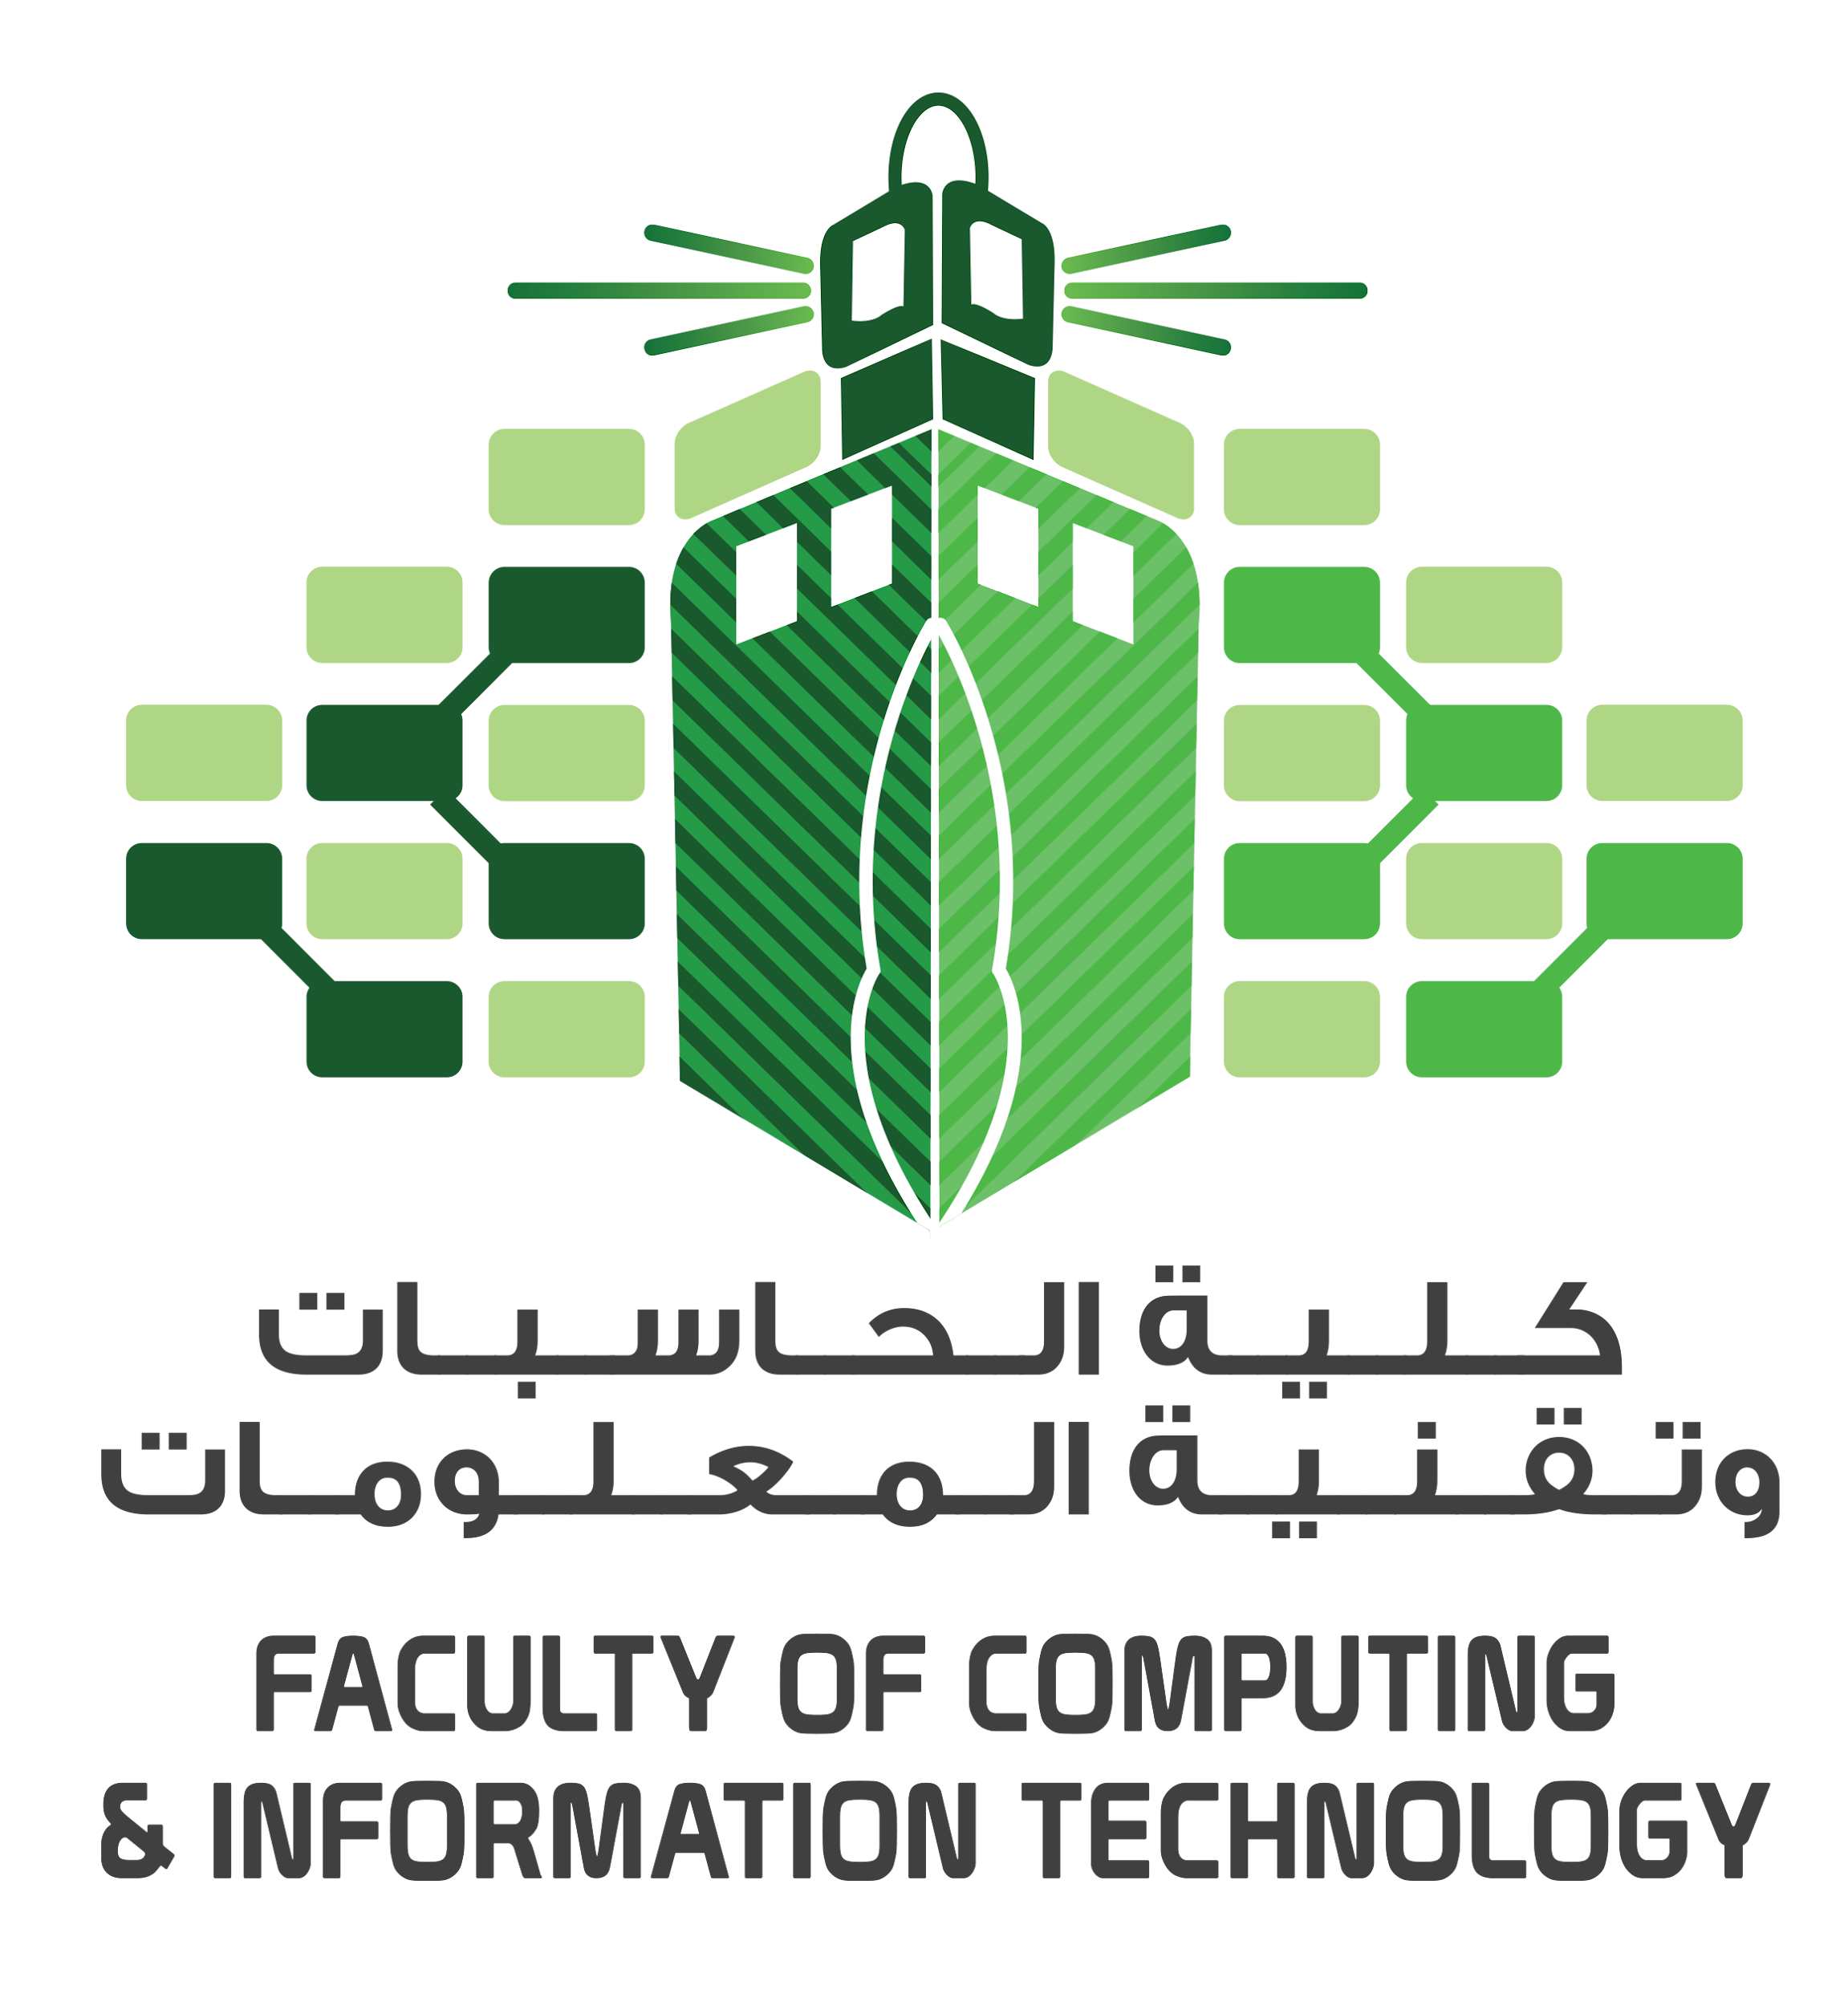 كلية الحاسبات
وتقنية المعلومات
FACULTY OF COMPUTING
& INFORMATION TECHNOLOGY